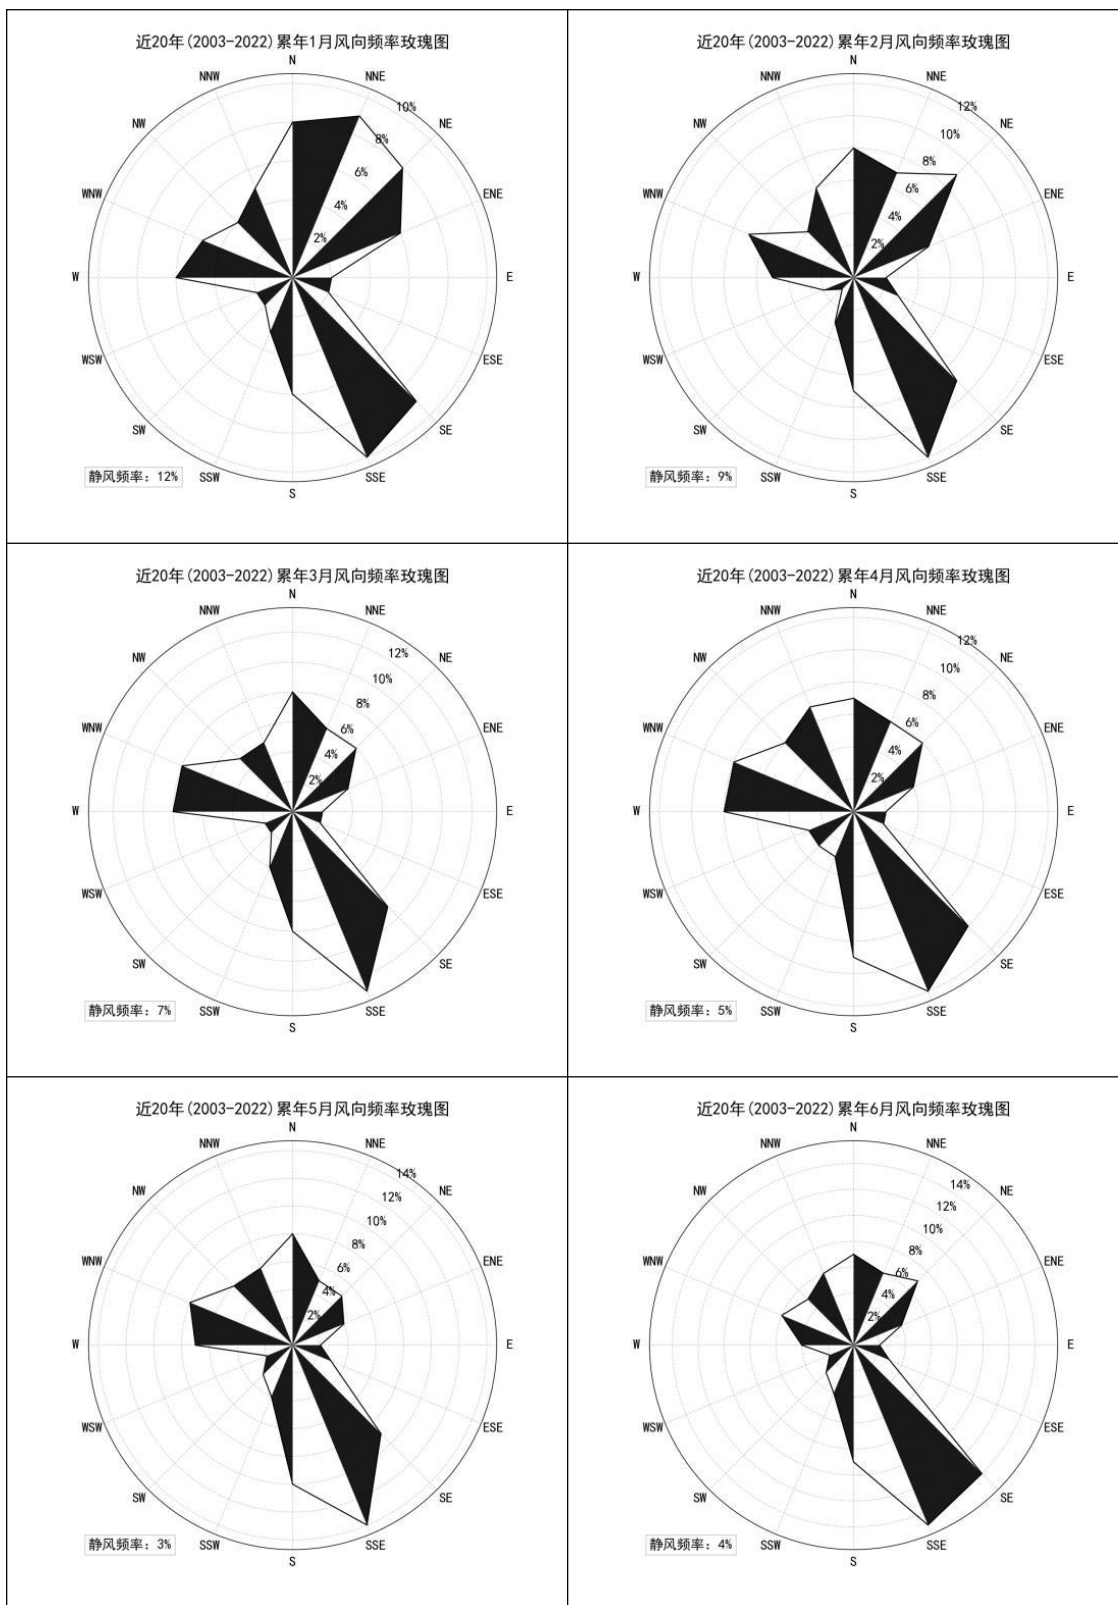 近20年(2003-2022)累年1月风向频率玫瑰图
N
NNW
NNE
10%
NW
NE
8%
6%
WNW
ENE
4%
2%
W
E
WSW
ESE
SW
SE
静风频率：12%
SSW
SSE
S
近20年(2003-2022)累年2月风向频率玫瑰图
N
NNW
NNE
12%
NW
NE
10%
8%
6%
WNW
ENE
4%
2%
W
E
WSW
ESE
SW
SE
静风频率：9%
SSW
SSE
S
近20年(2003-2022)累年3月风向频率玫瑰图
N
NNW
NNE
12%
NW
NE
10%
8%
WNW
ENE
6%
4%
2%
W
E
WSW
ESE
SW
SE
静风频率：7%
SSW
SSE
S
近20年(2003-2022)累年4月风向频率玫瑰图
N
NNW
NNE
12%
NW
NE
10%
8%
WNW
ENE
6%
4%
2%
W
E
WSW
ESE
SW
SE
静风频率：5%
SSW
SSE
S
近20年(2003-2022)累年5月风向频率玫瑰图
N
NNW
NNE
14%
NW
NE
12%
10%
8%
WNW
ENE
6%
4%
2%
W
E
WSW
ESE
SW
SE
静风频率：3%
SSW
SSE
S
近20年(2003-2022)累年6月风向频率玫瑰图
N
NNW
NNE
14%
NW
NE
12%
10%
8%
WNW
ENE
6%
4%
2%
W
E
WSW
ESE
SW
SE
静风频率：4%
SSW
SSE
S